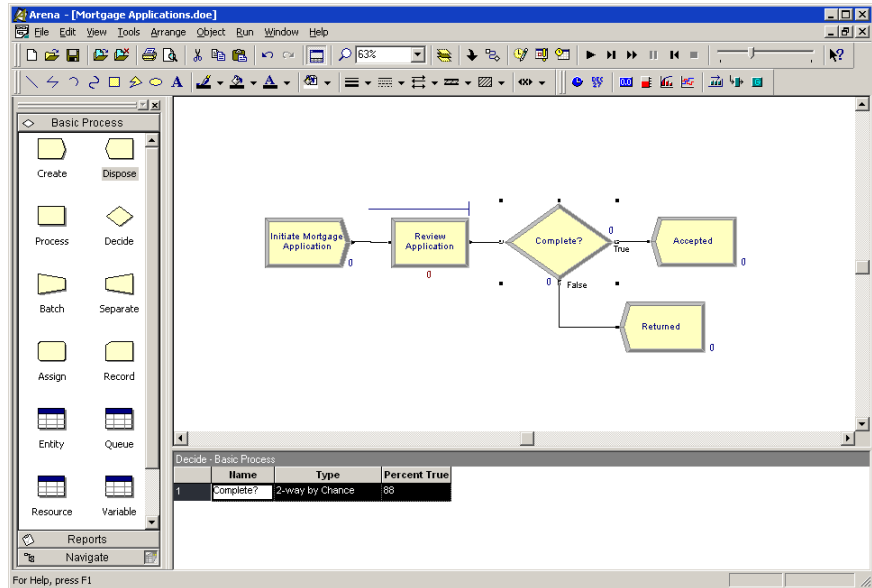 Arena - [Mortgage Applications.doe]
File Edit View Tools Arrange Object Run Window Help
63%
A
A
Basic Process
Create Dispose
Process Decide
Batch Separate
Assign Record
Entity Queue
Resource Variable
Reports
Navigate
Initiate Mortgage
Application
0
Review
Application
0
Complete?
0
True
0
False
Accepted
0
Returned
0
Decide - Basic Process
Name Type Percent True
1 Complete? 2-way by Chance 88
For Help, press F1